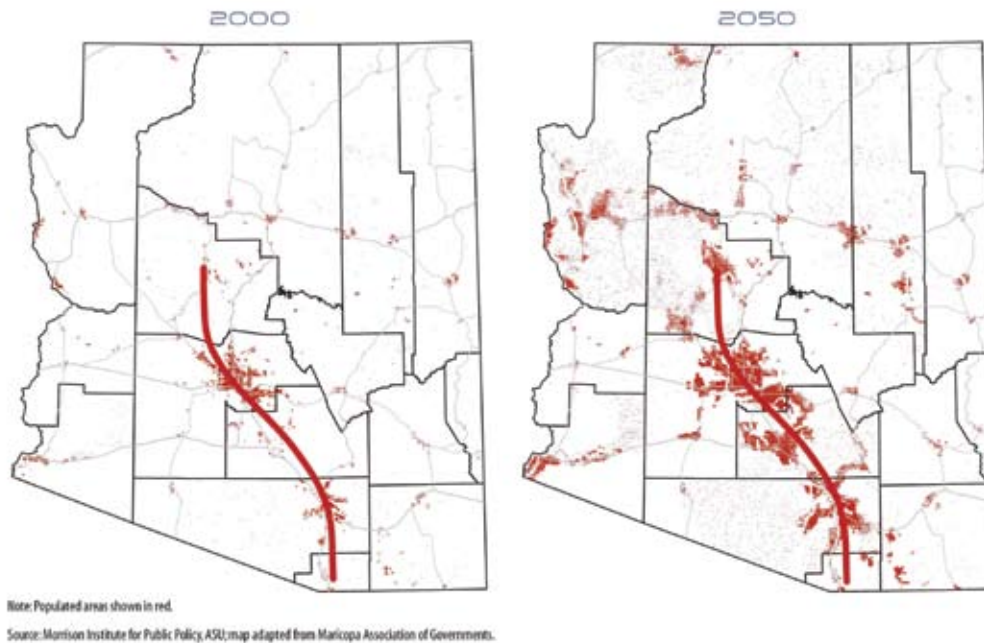 2000
2050
Note: Populated areas shown in red.
Source: Morrison Institute for Public Policy, ASU; map adapted from Maricopa Association of Governments.